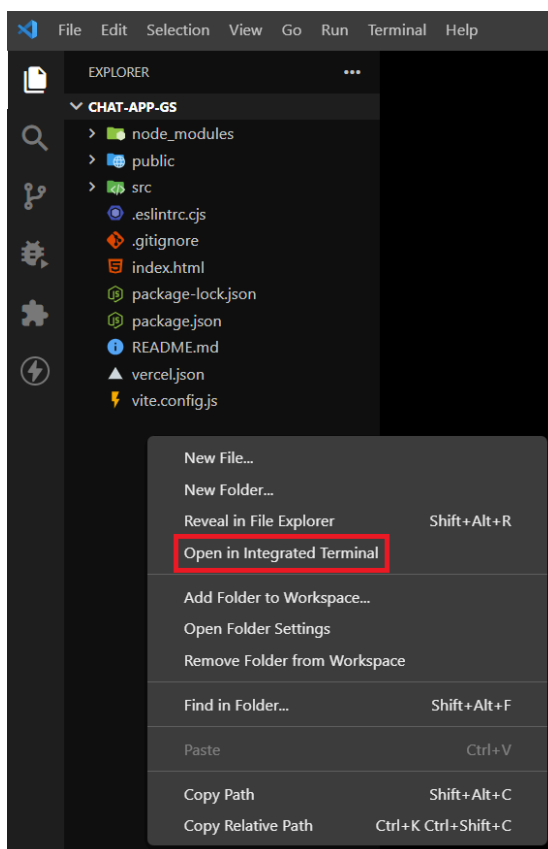 File Edit Selection View Go Run Terminal Help
EXPLORER
CHAT-APP-GS
node_modules
public
src
.eslintrc.cjs
.gitignore
index.html
package-lock.json
package.json
README.md
vercel.json
vite.config.js
New File...
New Folder...
Reveal in File Explorer Shift+Alt+R
Open in Integrated Terminal
Add Folder to Workspace...
Open Folder Settings
Remove Folder from Workspace
Find in Folder... Shift+Alt+F
Paste Ctrl+V
Copy Path Shift+Alt+C
Copy Relative Path Ctrl+K Ctrl+Shift+C